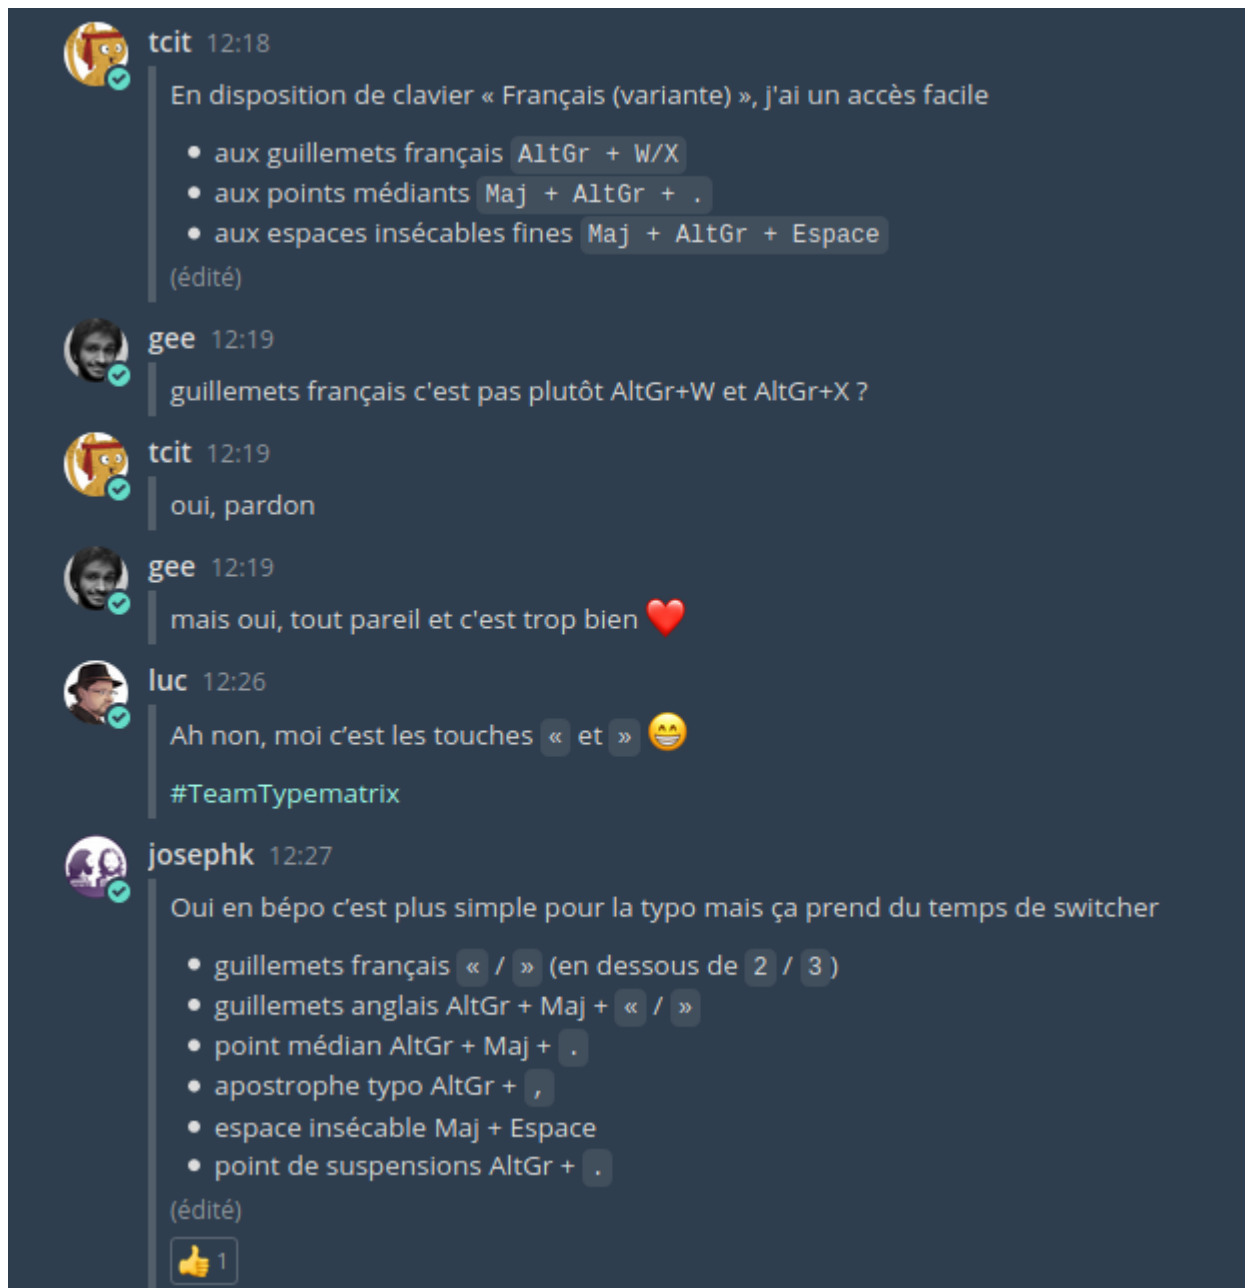 tcit 12:18
En disposition de clavier « Français (variante) », j'ai un accès facile
• aux guillemets français AltGr + W/X
• aux points médiants Maj + AltGr + .
• aux espaces insécables fines Maj + AltGr + Espace
(édité)
gee 12:19
guillemets français c'est pas plutôt AltGr+W et AltGr+X ?
tcit 12:19
oui, pardon
gee 12:19
mais oui, tout pareil et c'est trop bien ❤️
luc 12:26
Ah non, moi c’est les touches « et » 😁
#TeamTypematrix
josephk 12:27
Oui en bépo c’est plus simple pour la typo mais ça prend du temps de switcher
• guillemets français « / » (en dessous de 2 / 3)
• guillemets anglais AltGr + Maj + « / »
• point médian AltGr + Maj + .
• apostrophe typo AltGr + ,
• espace insécable Maj + Espace
• point de suspensions AltGr + .
(édité)
👍 1